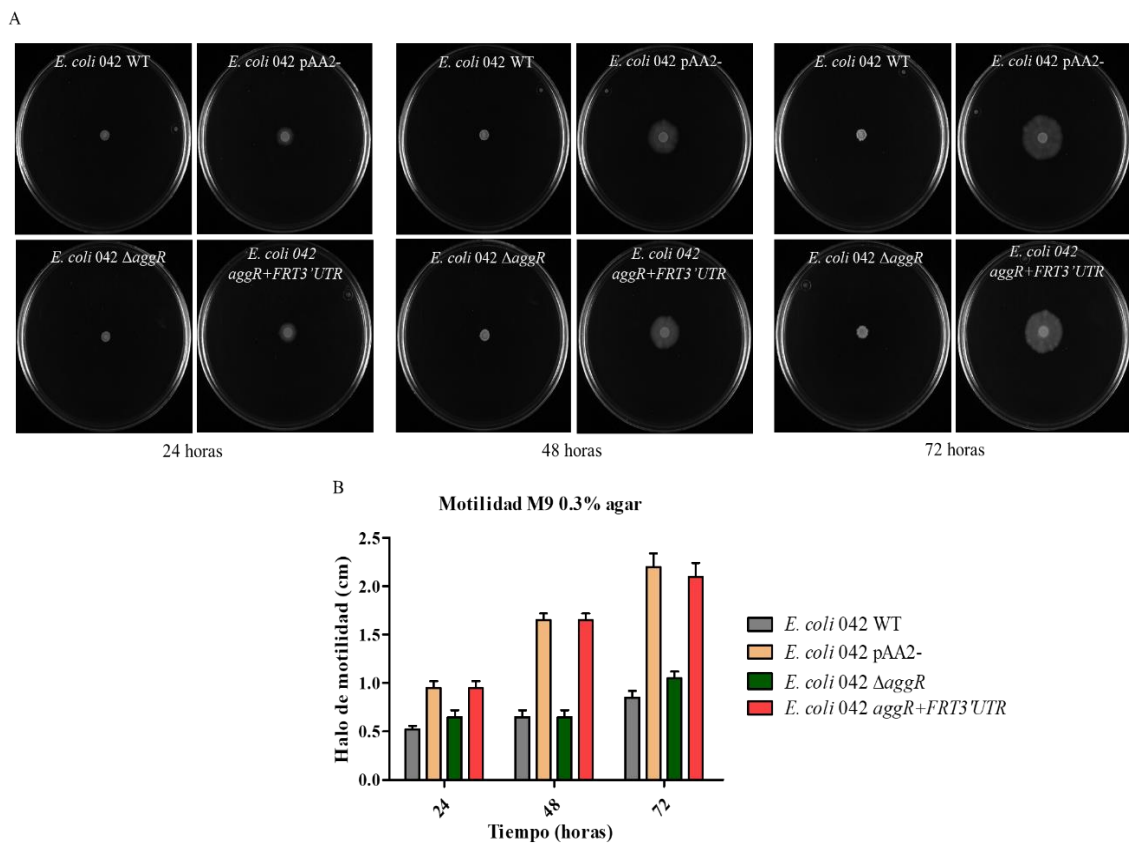 A
E. coli 042 WT
E. coli 042 pAA2-
E. coli 042 WT
E. coli 042 pAA2-
E. coli 042 WT
E. coli 042 pAA2-
E. coli 042 ΔaggR
E. coli 042
aggR+FRT3'UTR
E. coli 042 ΔaggR
E. coli 042
aggR+FRT3'UTR
E. coli 042 ΔaggR
E. coli 042
aggR+FRT3'UTR
24 horas
48 horas
72 horas
B
Motilidad M9 0.3% agar
Halo de motilidad (cm)
2.5
2.0
1.5
1.0
0.5
0.0
24
48
72
Tiempo (horas)
E. coli 042 WT
E. coli 042 pAA2-
E. coli 042 ΔaggR
E. coli 042 aggR+FRT3'UTR